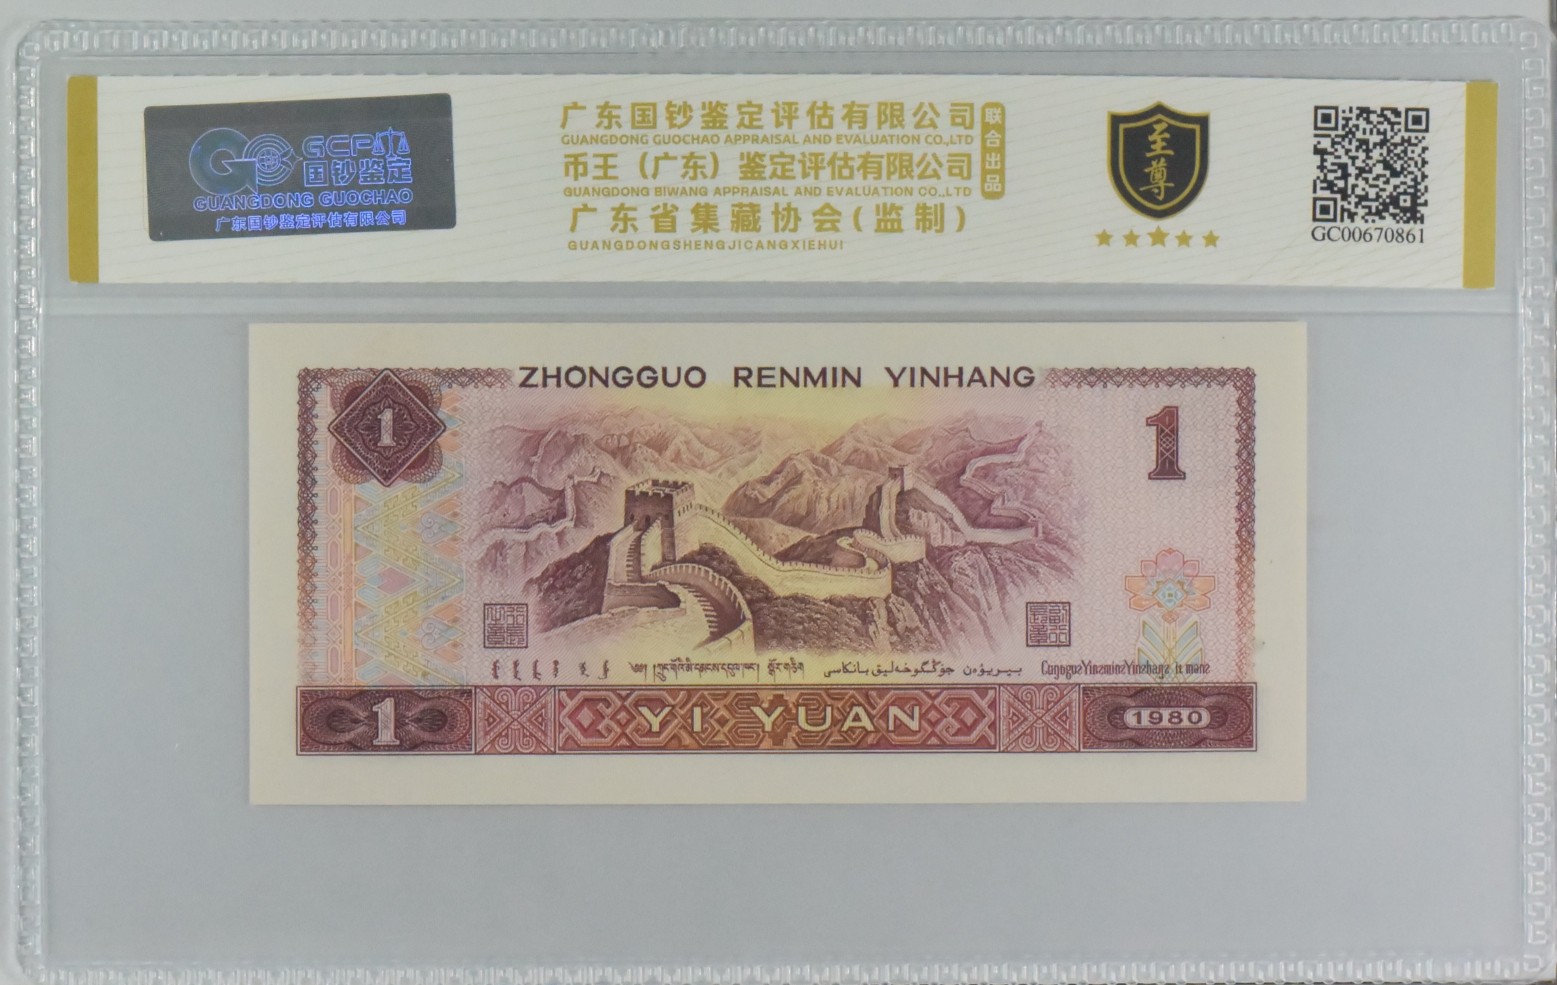 GCP
国钞鉴定
GUANGDONG GUOCHAO
广东国钞鉴定评估有限公司
广东国钞鉴定评估有限公司
GUANGDONG GUOCHAO APPRAISAL AND EVALUATION CO.,LTD
币王（广东）鉴定评估有限公司
GUANGDONG BIWANG APPRAISAL AND EVALUATION CO.,LTD
广东省集藏协会(监制)
GUANGDONGSHENGJICANGXIEHUI
联合出品
至尊
GC00670861
ZHONGGUO RENMIN YINHANG
1
1
1
YI YUAN
1980